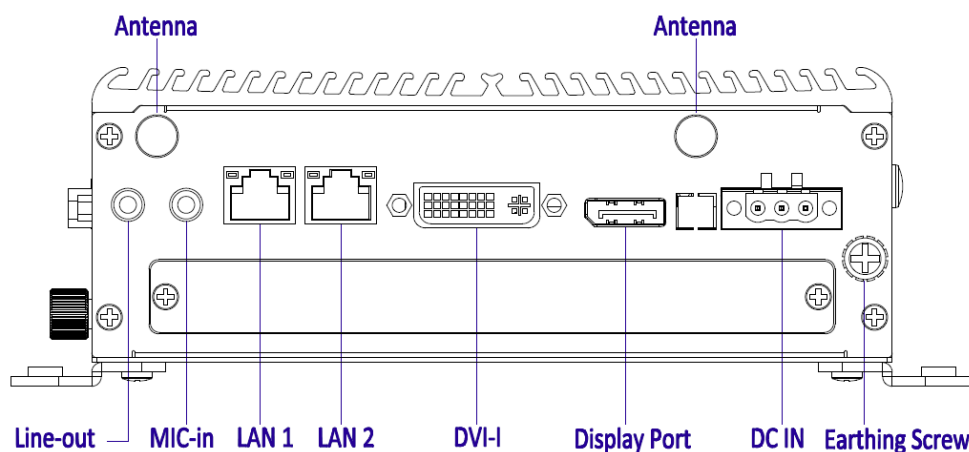 Antenna
Antenna
Line-out
MIC-in
LAN 1
LAN 2
DVI-I
Display Port
DC IN
Earthing Screw